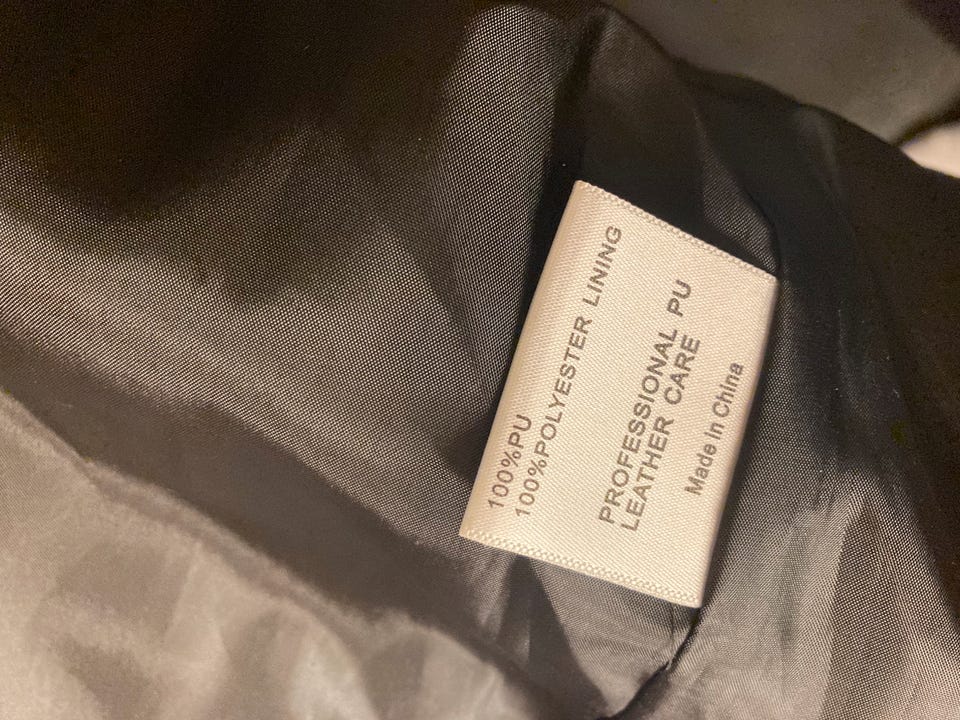 100%PU
100%POLYESTER LINING
PROFESSIONAL PU
LEATHER CARE
Made In China